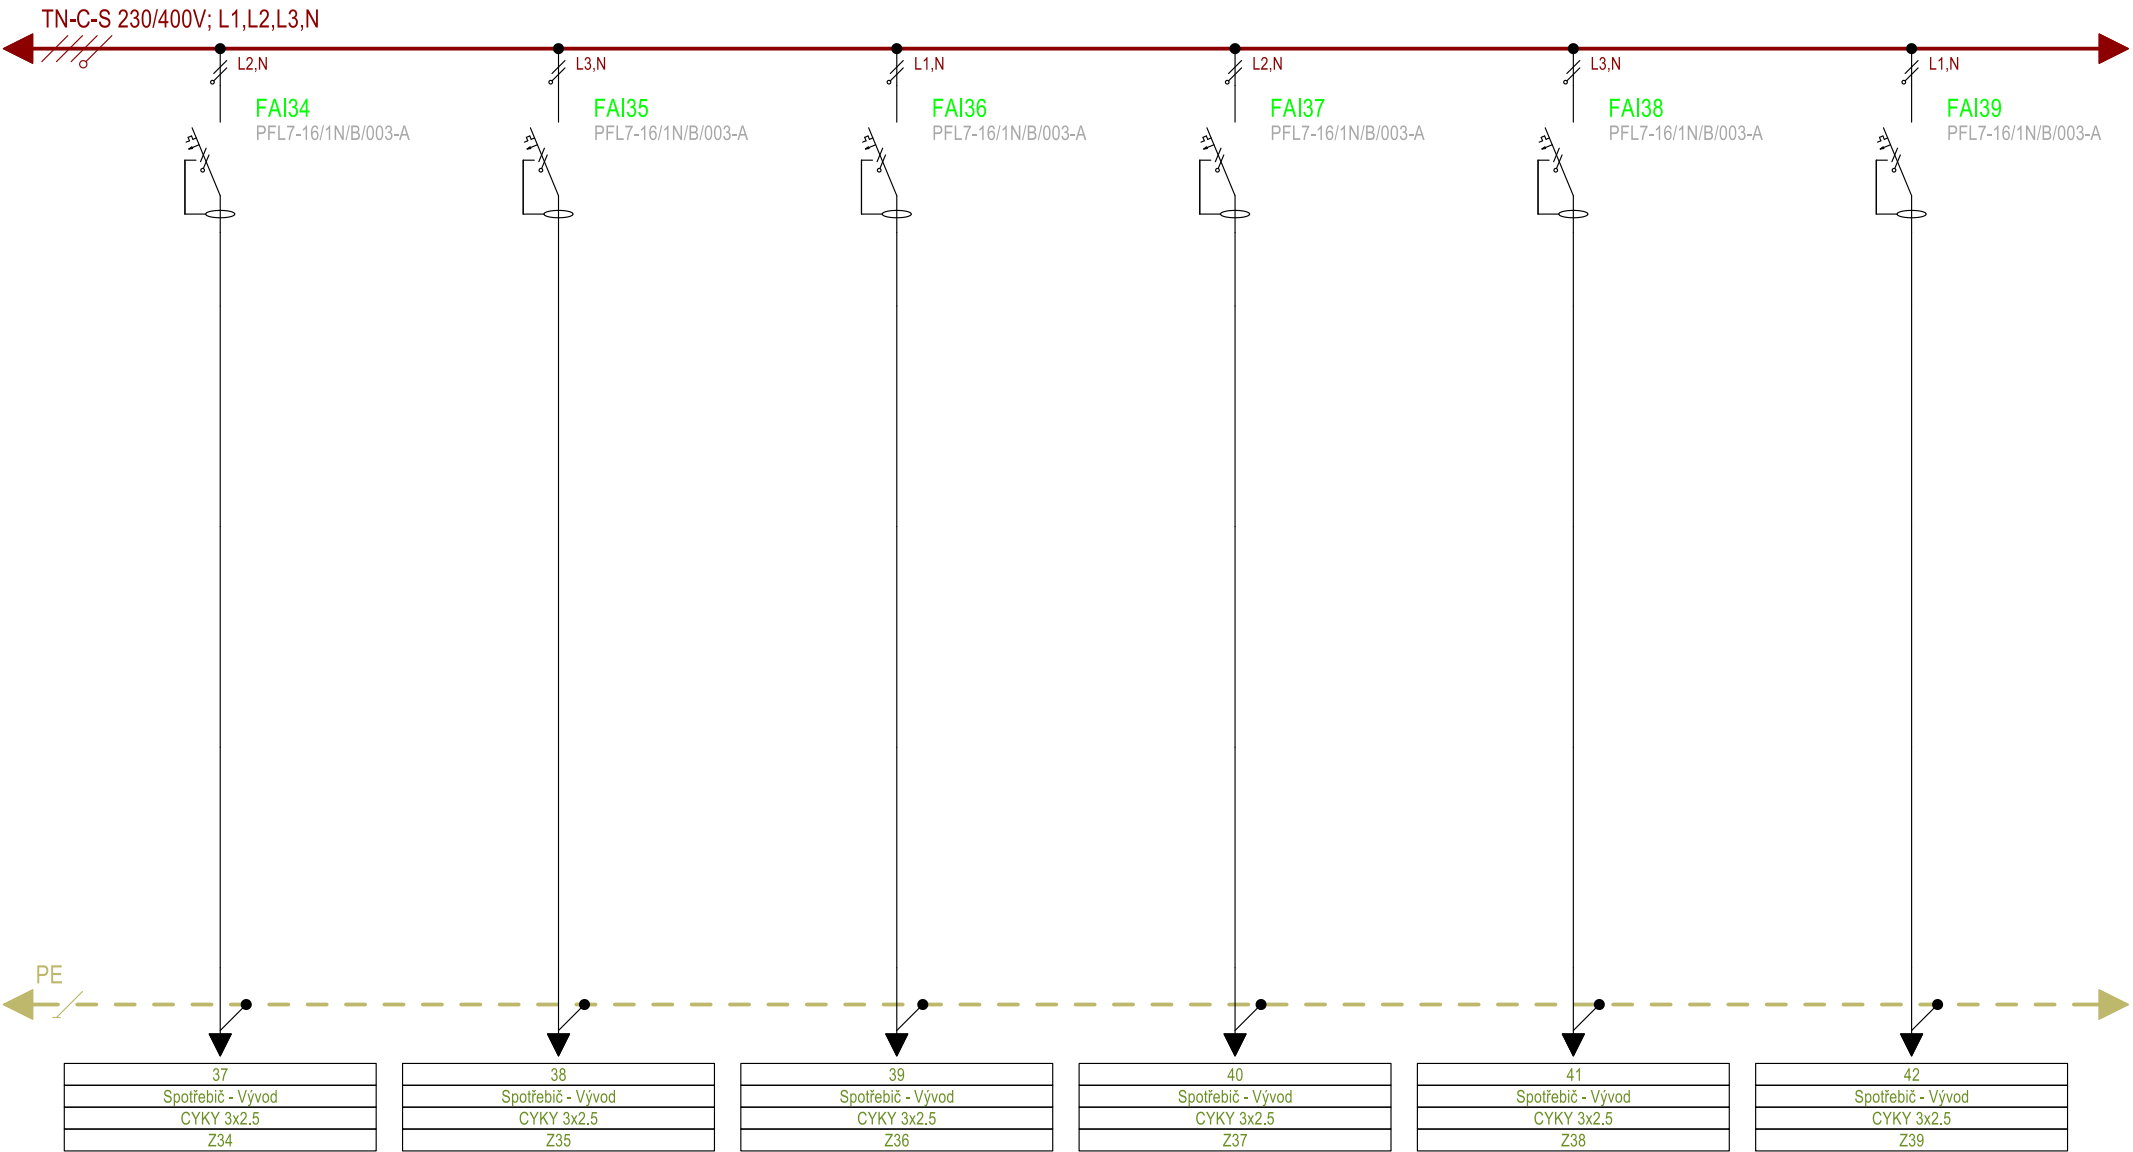 TN-C-S 230/400V; L1,L2,L3,N
L2,N L3,N L1,N L2,N L3,N L1,N
FAI34 FAI35 FAI36 FAI37 FAI38 FAI39
PFL7-16/1N/B/003-A PFL7-16/1N/B/003-A PFL7-16/1N/B/003-A PFL7-16/1N/B/003-A PFL7-16/1N/B/003-A PFL7-16/1N/B/003-A
PE
37 38 39 40 41 42
Spotřebič - Vývod Spotřebič - Vývod Spotřebič - Vývod Spotřebič - Vývod Spotřebič - Vývod Spotřebič - Vývod
CYKY 3x2.5 CYKY 3x2.5 CYKY 3x2.5 CYKY 3x2.5 CYKY 3x2.5 CYKY 3x2.5
Z34 Z35 Z36 Z37 Z38 Z39